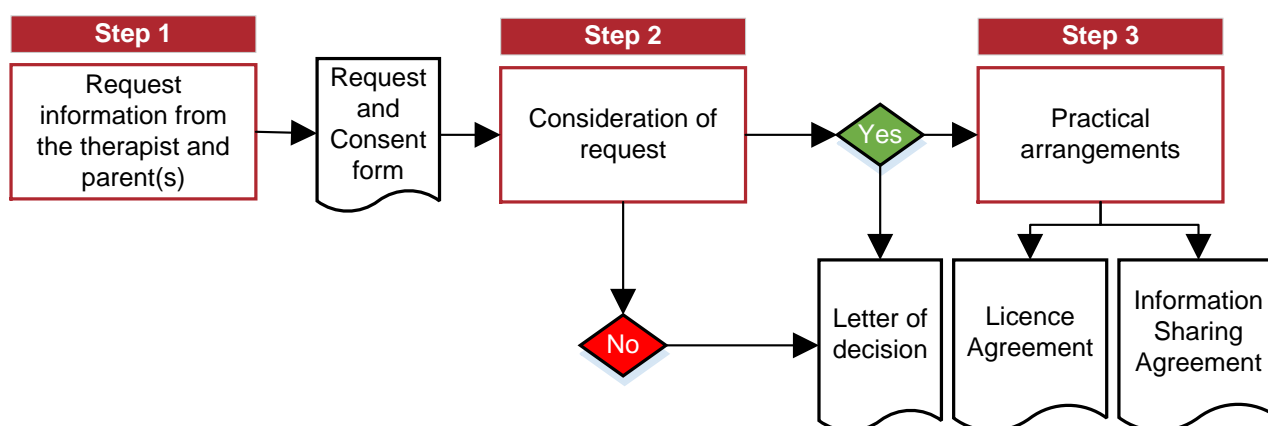 Step 1
Request
information from
the therapist and
parent(s)
Request
and
Consent
form
Step 2
Consideration of
request
Yes
No
Step 3
Practical
arrangements
Letter of
decision
Licence
Agreement
Information
Sharing
Agreement